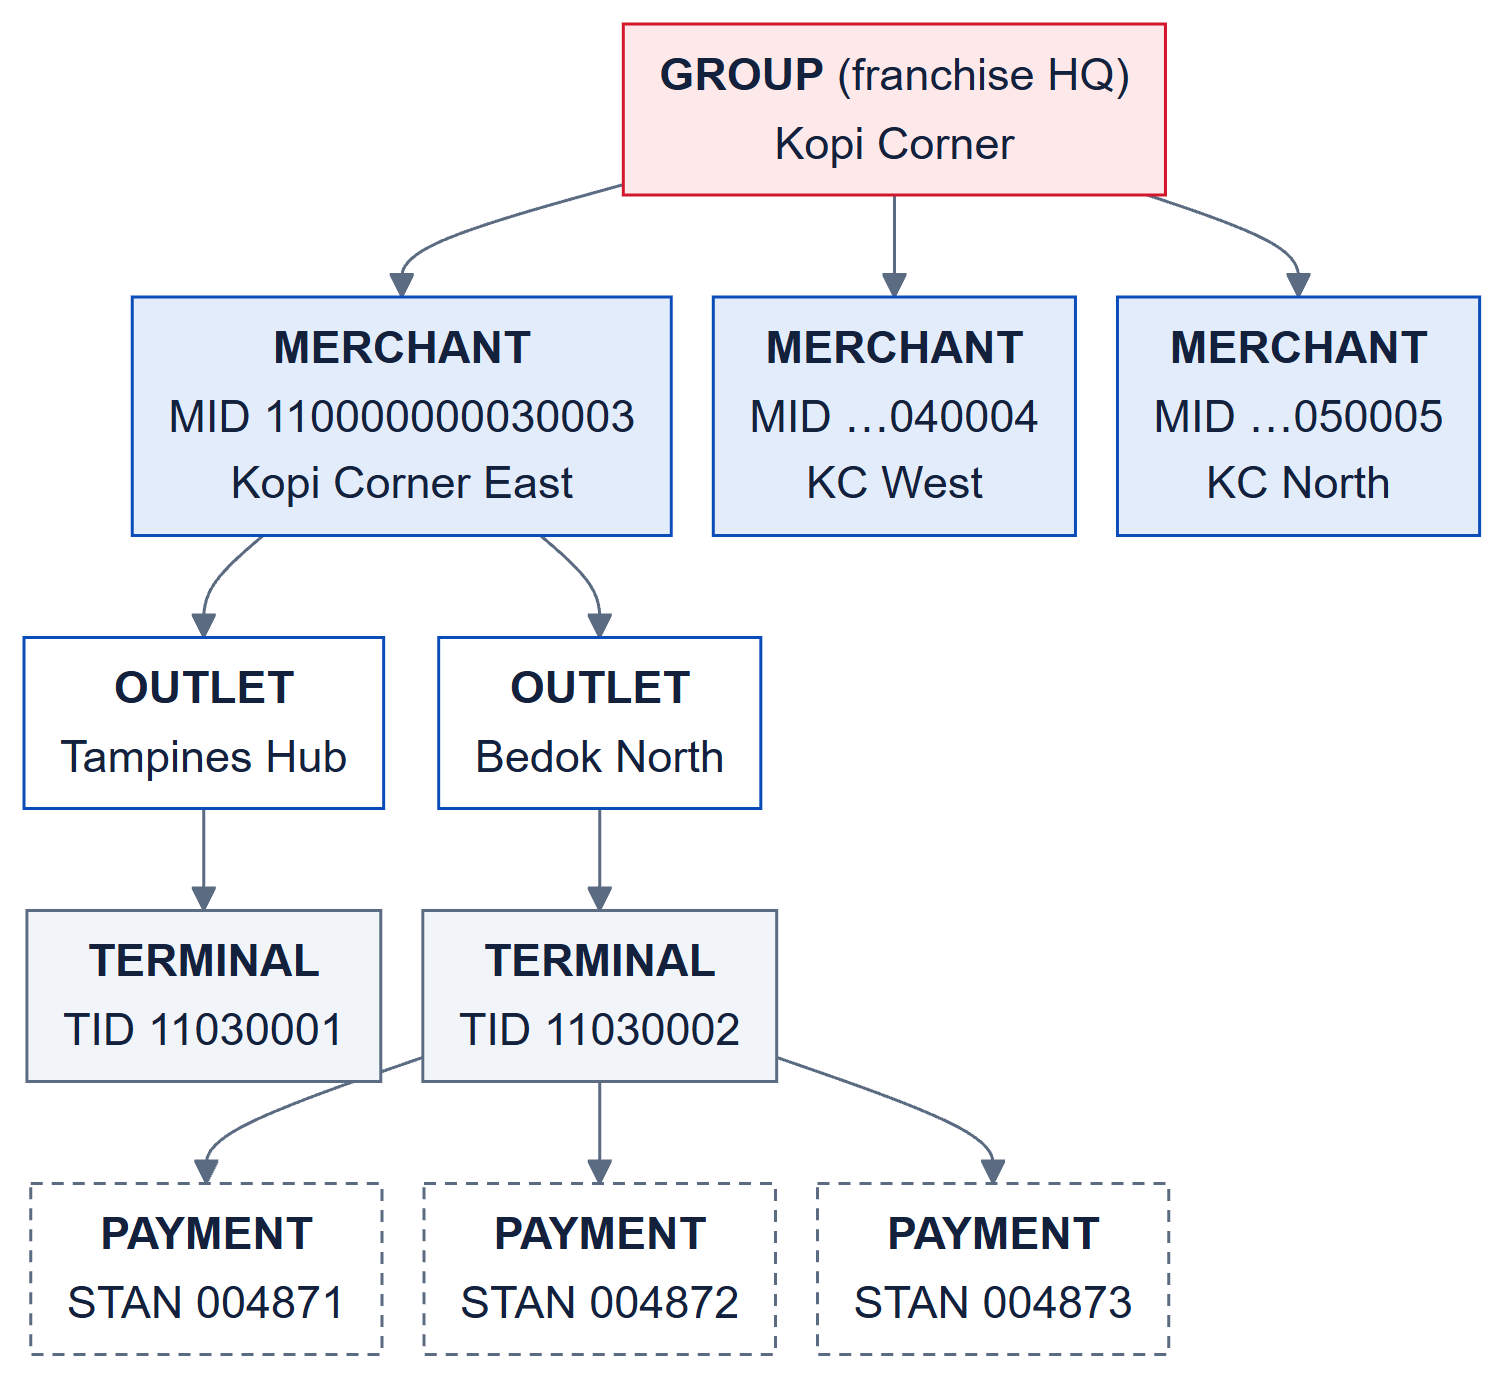 GROUP (franchise HQ)
Kopi Corner
MERCHANT
MID 110000000030003
Kopi Corner East
MERCHANT
MID …040004
KC West
MERCHANT
MID …050005
KC North
OUTLET
Tampines Hub
OUTLET
Bedok North
TERMINAL
TID 11030001
TERMINAL
TID 11030002
PAYMENT
STAN 004871
PAYMENT
STAN 004872
PAYMENT
STAN 004873